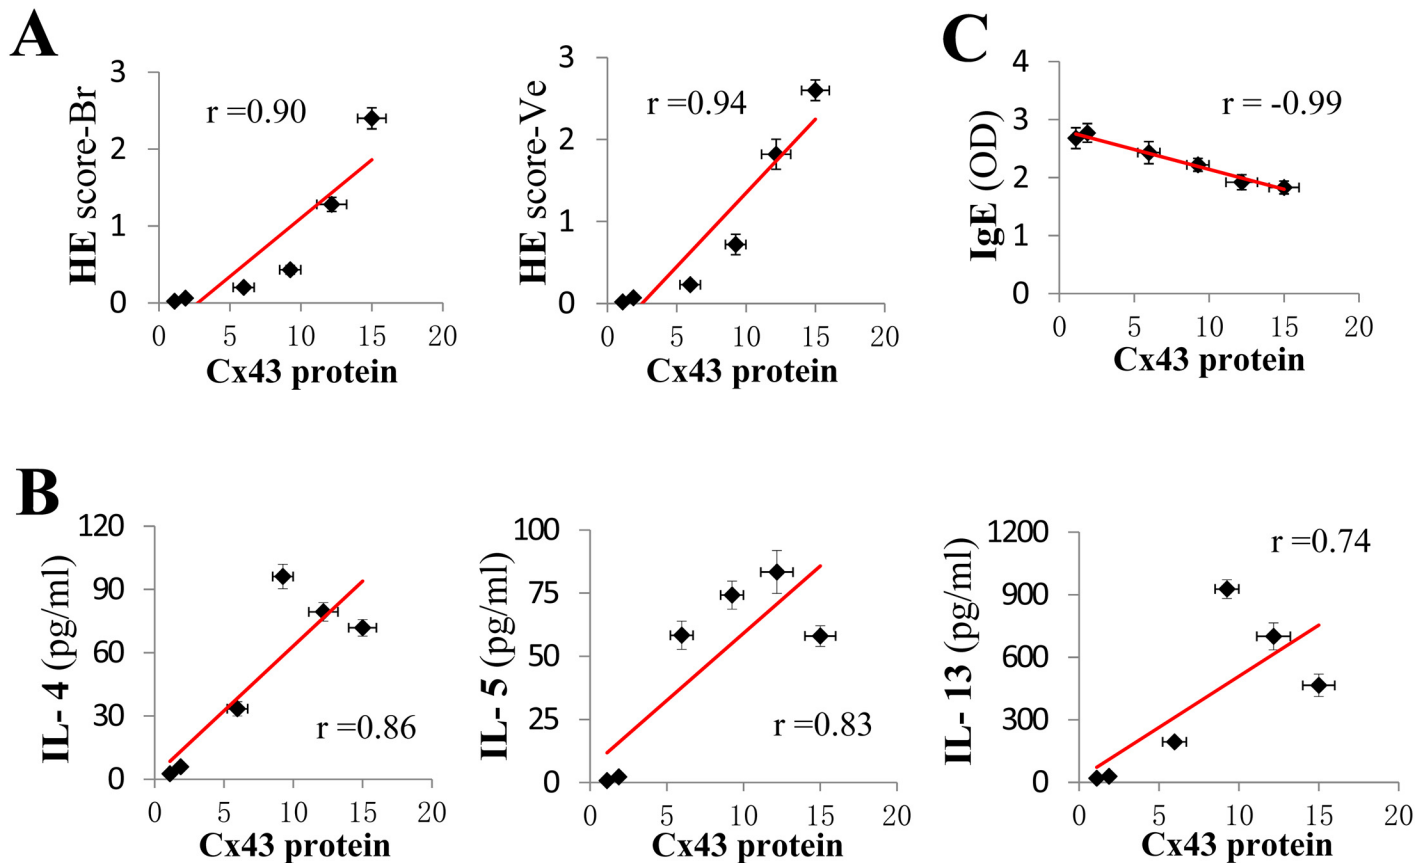 A
C
HE score-Br
3
2
1
0
r =0.90
0 5 10 15 20
Cx43 protein
HE score-Ve
3
2
1
0
r =0.94
0 5 10 15 20
Cx43 protein
IgE (OD)
4
3
2
1
0
r = -0.99
0 5 10 15 20
Cx43 protein
B
IL- 4 (pg/ml)
120
90
60
30
0
r =0.86
0 5 10 15 20
Cx43 protein
IL- 5 (pg/ml)
100
75
50
25
0
r =0.83
0 5 10 15 20
Cx43 protein
IL- 13 (pg/ml)
1200
900
600
300
0
r =0.74
0 5 10 15 20
Cx43 protein